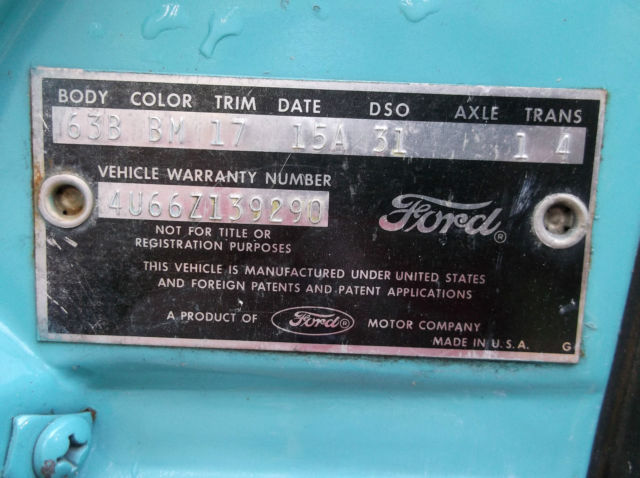 BODY COLOR TRIM DATE DSO AXLE TRANS
63B BM 17 15A 31 1 4
VEHICLE WARRANTY NUMBER
4U66Z139290
Ford®
NOT FOR TITLE OR
REGISTRATION PURPOSES
THIS VEHICLE IS MANUFACTURED UNDER UNITED STATES
AND FOREIGN PATENTS AND PATENT APPLICATIONS
A PRODUCT OF Ford® MOTOR COMPANY
MADE IN U.S.A. G